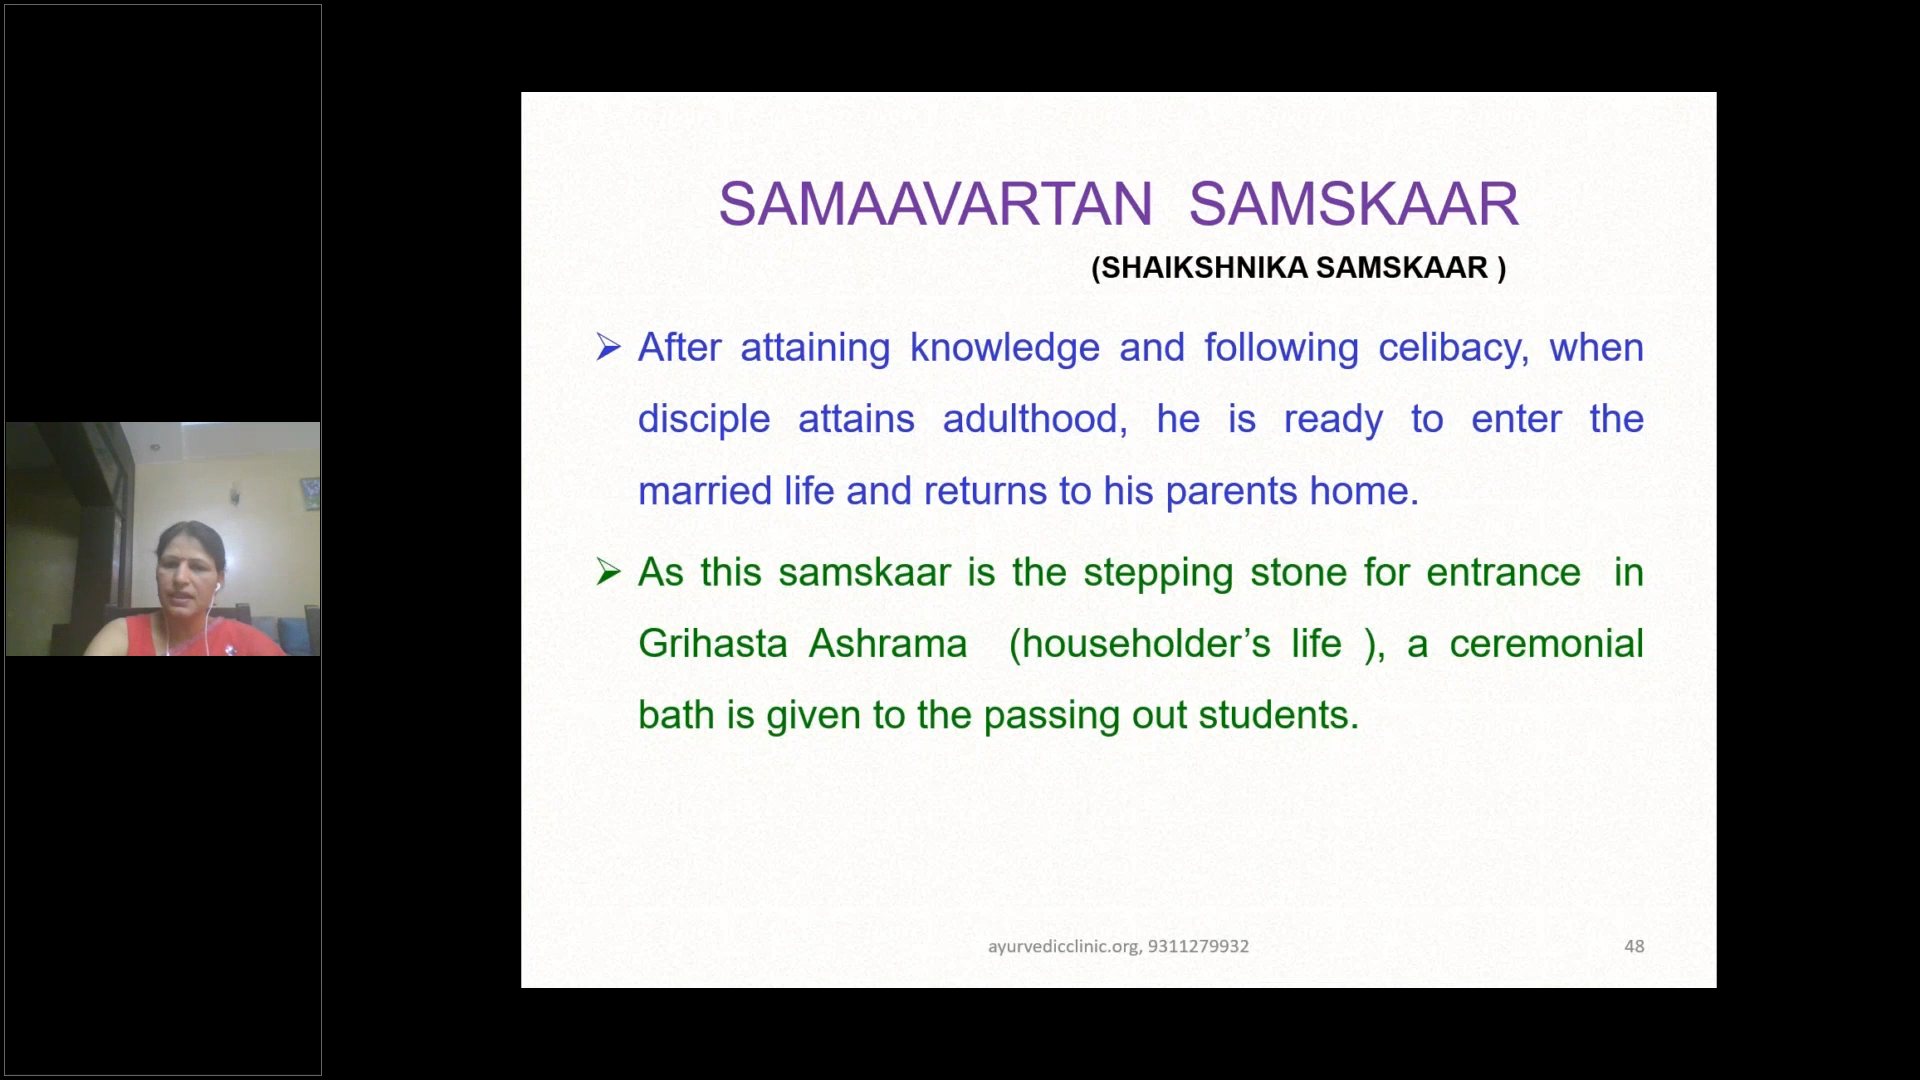 SAMAAVARTAN SAMSKAAR
(SHAIKSHNIKA SAMSKAAR )
➢ After attaining knowledge and following celibacy, when
disciple attains adulthood, he is ready to enter the
married life and returns to his parents home.
➢ As this samskaar is the stepping stone for entrance in
Grihasta Ashrama (householder’s life ), a ceremonial
bath is given to the passing out students.
ayurvedicclinic.org, 9311279932
48